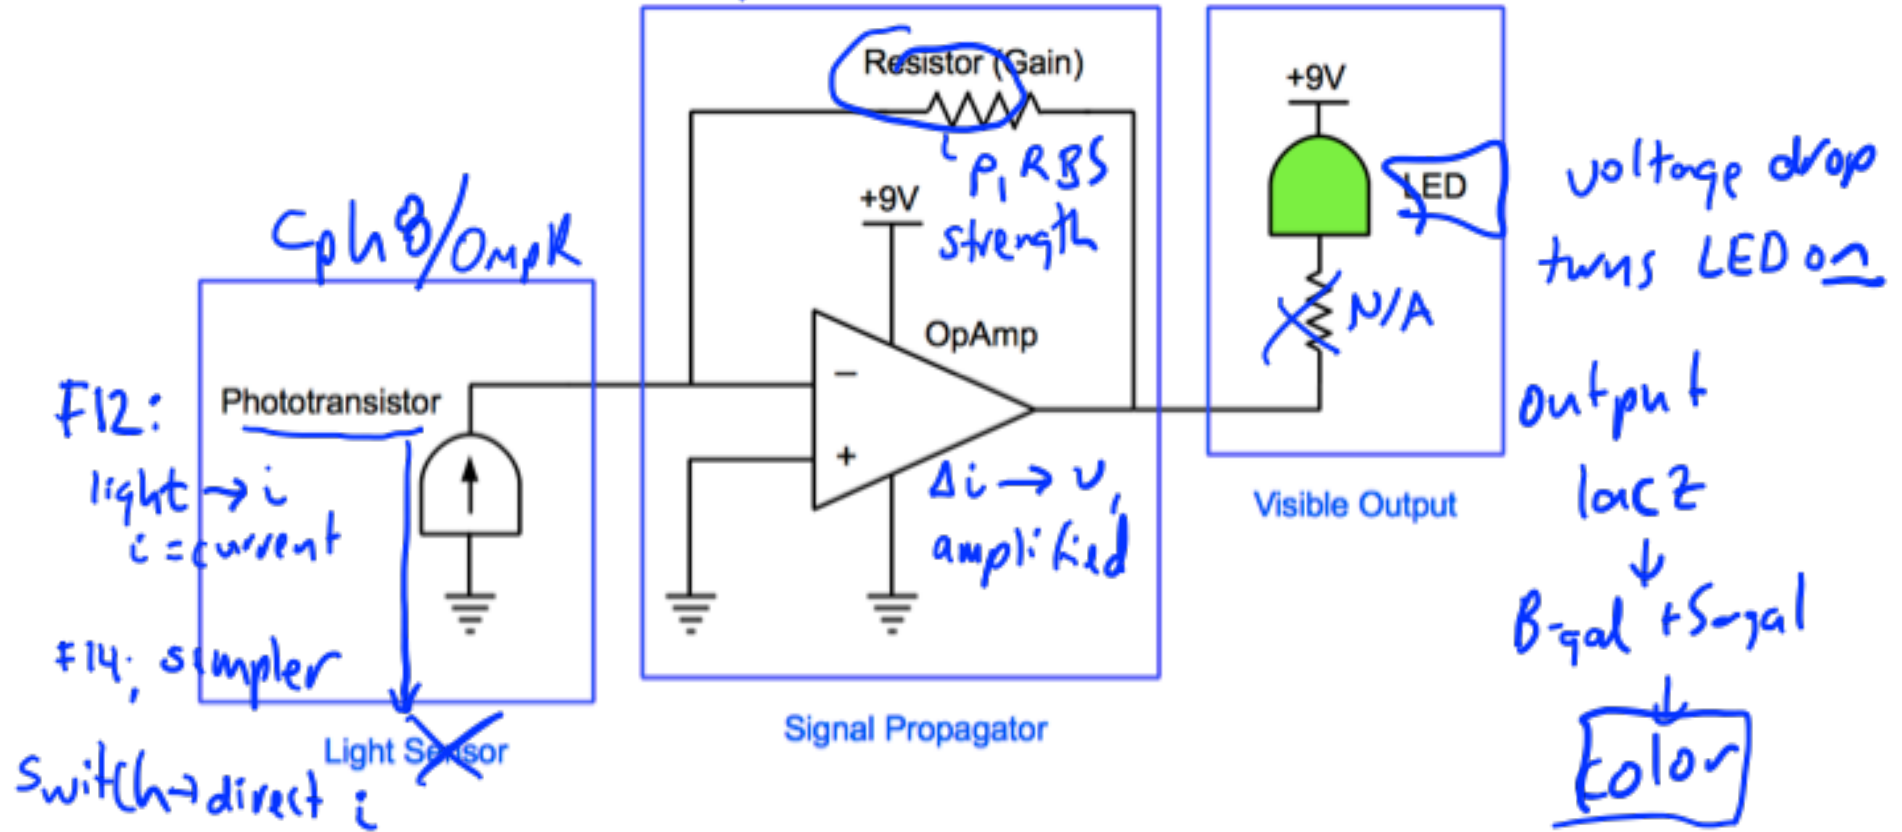 Resistor (Gain)
+9V
P, RBS
strength
+9V
LED
voltage drop
turns LED on
Cph8/OmpR
N/A
OpAmp
F12:
Phototransistor
−
+
output
light → i
i = current
Δi → v,
amplified
Visible Output
lacZ
↓
B-gal + S-gal
↓
color
F14: simpler
Signal Propagator
Light Sensor
switch → direct i